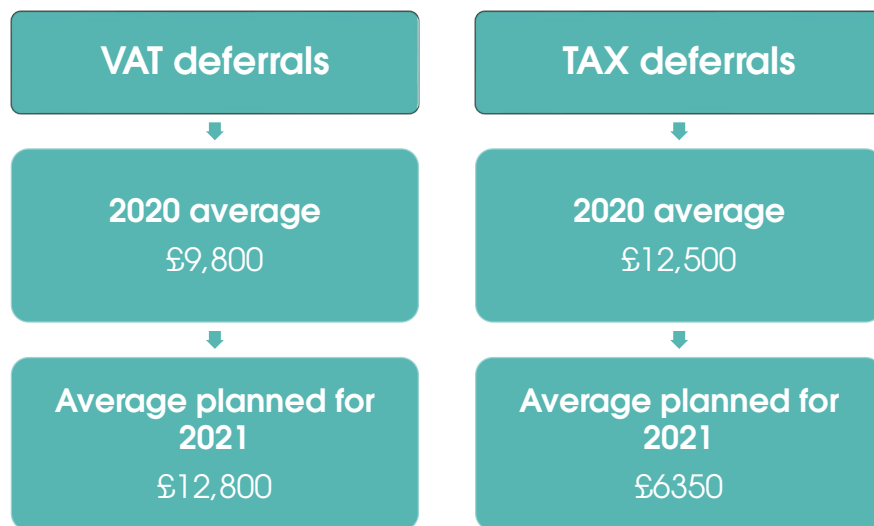 VAT deferrals
2020 average
£9,800
Average planned for
2021
£12,800
TAX deferrals
2020 average
£12,500
Average planned for
2021
£6350